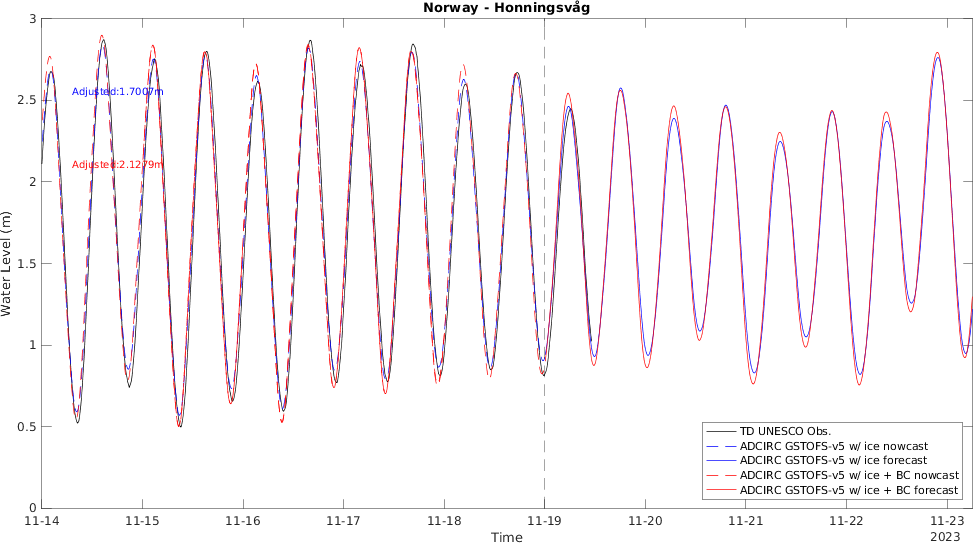 Norway - Honningsvåg
3
2.5
2
1.5
1
0.5
0
Water Level (m)
Adjusted:1.7007m
Adjusted:2.1279m
TD UNESCO Obs.
ADCIRC GSTOFS-v5 w/ ice nowcast
ADCIRC GSTOFS-v5 w/ ice forecast
ADCIRC GSTOFS-v5 w/ ice + BC nowcast
ADCIRC GSTOFS-v5 w/ ice + BC forecast
11-14 11-15 11-16 11-17 11-18 11-19 11-20 11-21 11-22 11-23
Time
2023